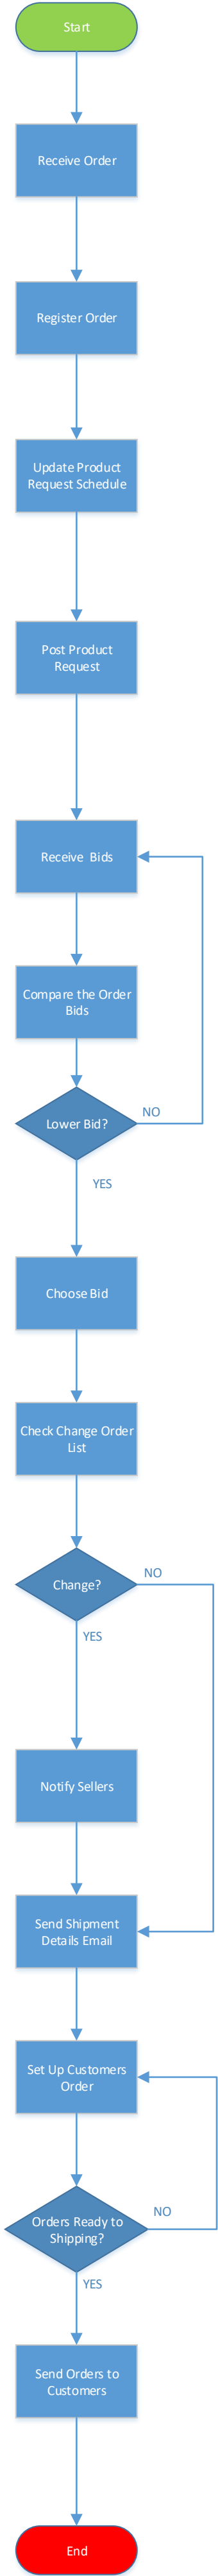 Start
Receive Order
Register Order
Update Product
Request Schedule
Post Product
Request
Receive Bids
Compare the Order
Bids
Lower Bid?
NO
YES
Choose Bid
Check Change Order
List
Change?
NO
YES
Notify Sellers
Send Shipment
Details Email
Set Up Customers
Order
Orders Ready to
Shipping?
NO
YES
Send Orders to
Customers
End